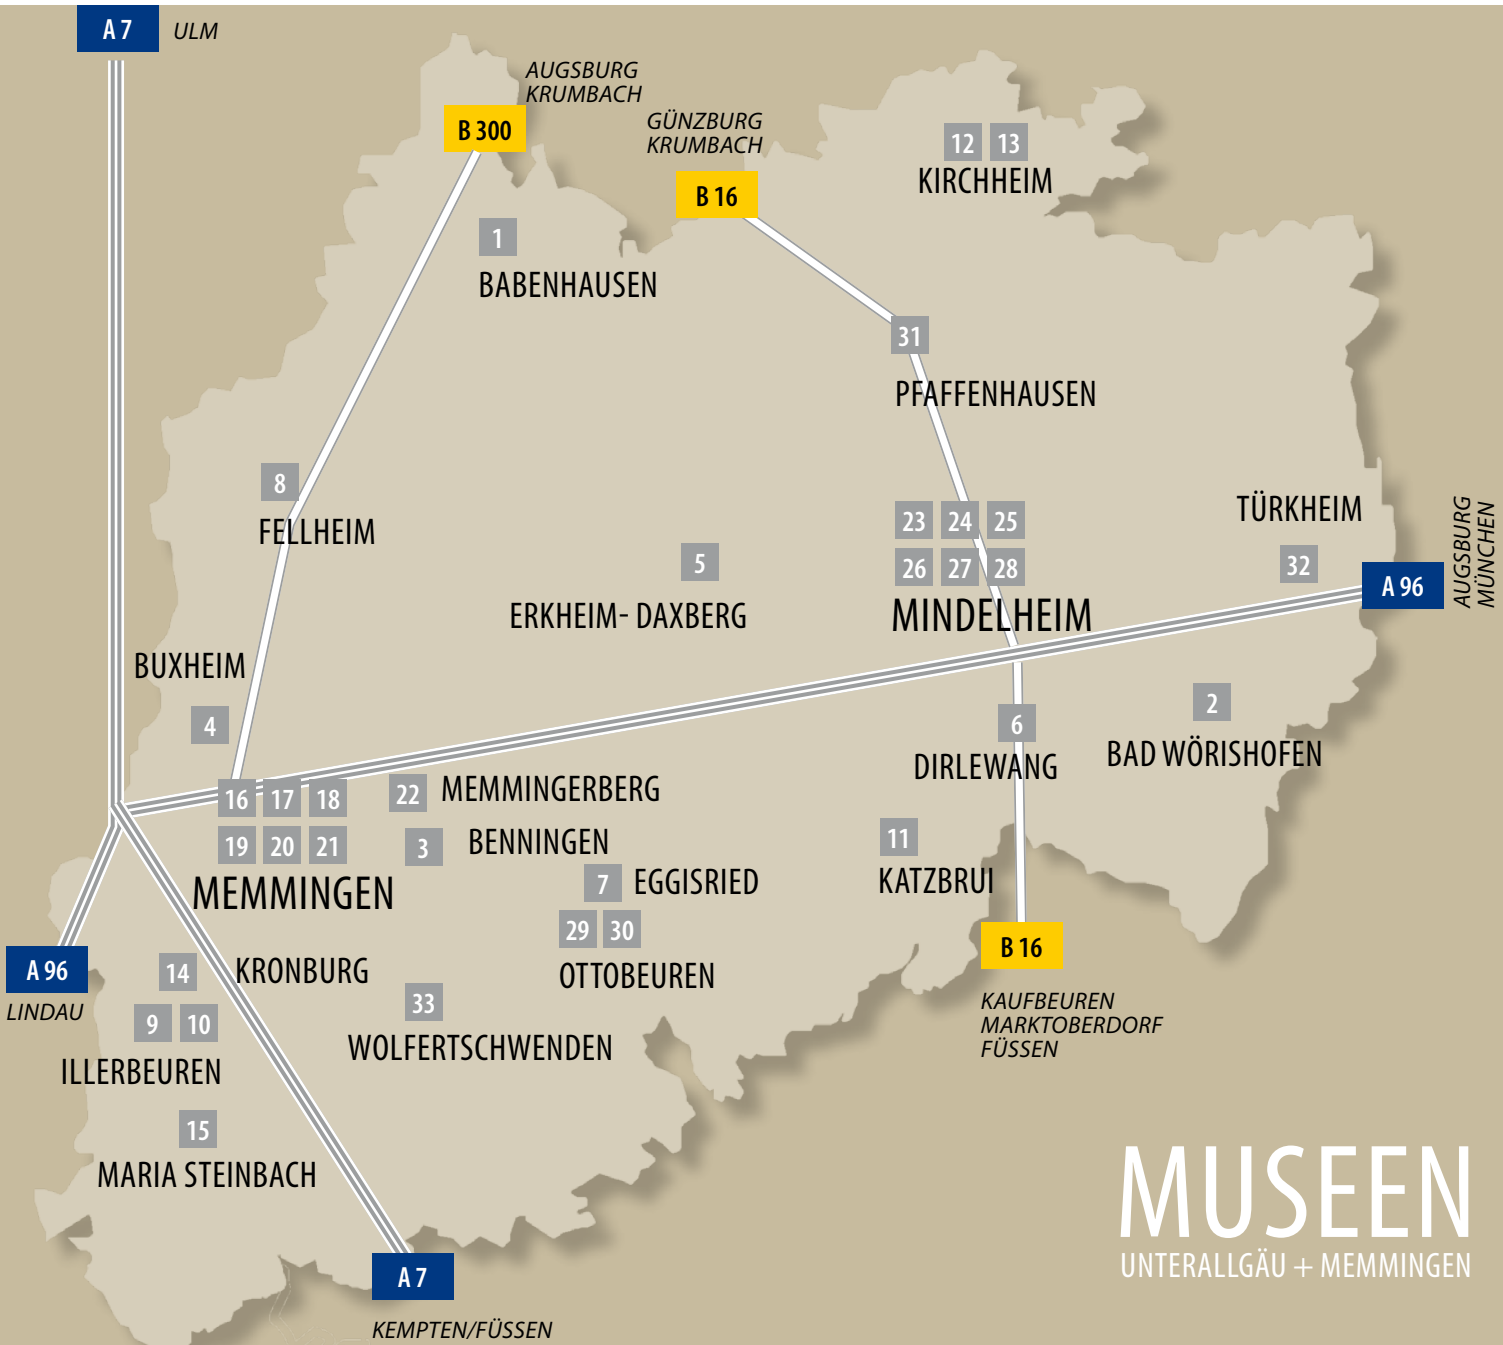 A 7
ULM
AUGSBURG
KRUMBACH
B 300
GÜNZBURG
KRUMBACH
B 16
12 13
KIRCHHEIM
1
BABENHAUSEN
31
PFAFFENHAUSEN
8
FELLHEIM
5
ERKHEIM- DAXBERG
23 24 25
26 27 28
MINDELHEIM
TÜRKHEIM
32
A 96
AUGSBURG
MÜNCHEN
BUXHEIM
4
2
BAD WÖRISHOFEN
6
DIRLEWANG
16 17 18
19 20 21
MEMMINGEN
22 MEMMINGERBERG
3 BENNINGEN
7 EGGISRIED
29 30
OTTOBEUREN
11
KATZBRUI
B 16
KAUFBEUREN
MARKTOBERDORF
FÜSSEN
A 96
LINDAU
14 KRONBURG
9 10
ILLERBEUREN
33
WOLFERTSCHWENDEN
15
MARIA STEINBACH
A 7
KEMPTEN/FÜSSEN
MUSEEN
UNTERALLGÄU + MEMMINGEN